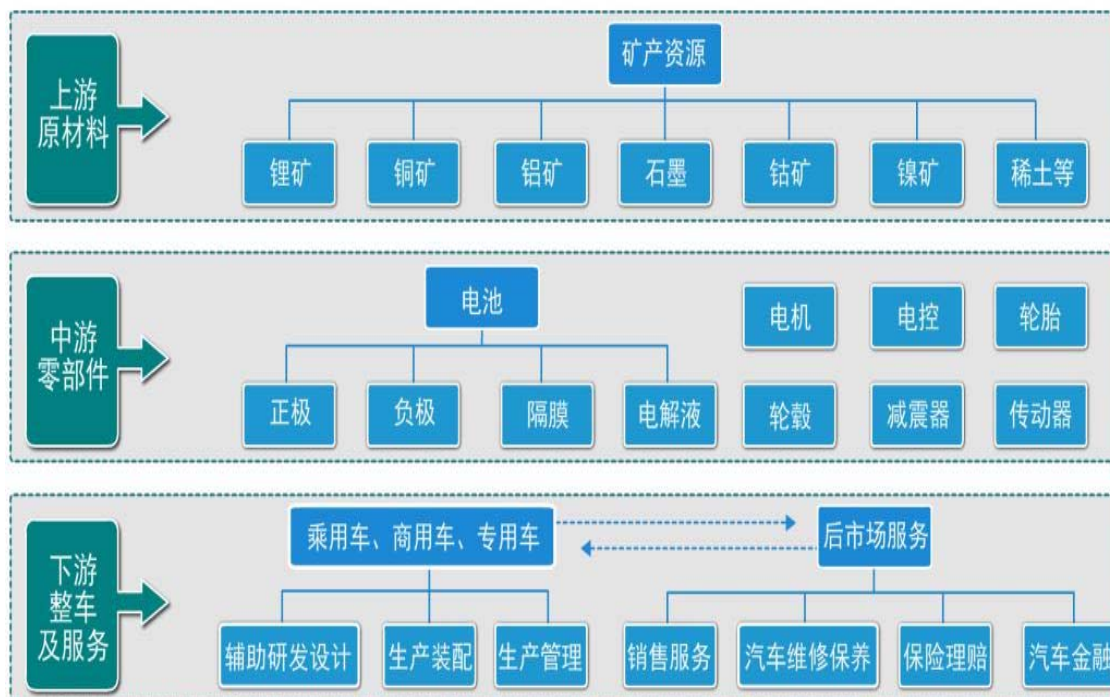 上游
原材料
矿产资源
锂矿
铜矿
铝矿
石墨
钴矿
镍矿
稀土等
中游
零部件
电池
正极
负极
隔膜
电解液
电机
电控
轮胎
轮毂
减震器
传动器
下游
整车
及服务
乘用车、商用车、专用车
后市场服务
辅助研发设计
生产装配
生产管理
销售服务
汽车维修保养
保险理赔
汽车金融